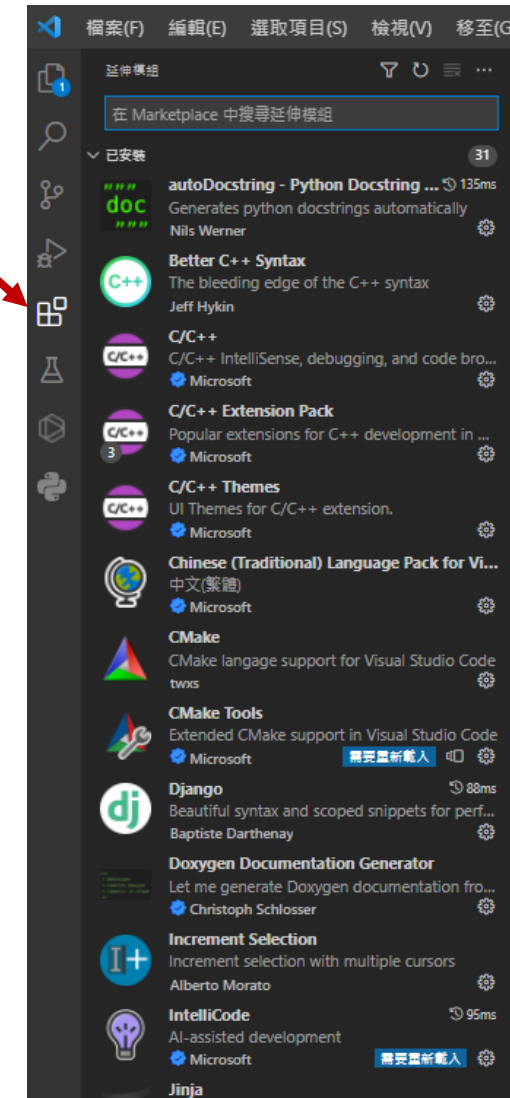 檔案(F) 編輯(E) 選取項目(S) 檢視(V) 移至(G
延伸模組
1
在 Marketplace 中搜尋延伸模組
已安裝 31
doc
autoDocstring - Python Docstring ... 135ms
Generates python docstrings automatically
Nils Werner
C++
Better C++ Syntax
The bleeding edge of the C++ syntax
Jeff Hykin
C/C++
C/C++
C/C++ IntelliSense, debugging, and code bro...
Microsoft
C/C++
3
C/C++ Extension Pack
Popular extensions for C++ development in ...
Microsoft
C/C++
C/C++ Themes
UI Themes for C/C++ extension.
Microsoft
Chinese (Traditional) Language Pack for Vi...
中文(繁體)
Microsoft
CMake
CMake langage support for Visual Studio Code
twxs
CMake Tools
Extended CMake support in Visual Studio Code
Microsoft 需要重新載入
dj
Django 88ms
Beautiful syntax and scoped snippets for perf...
Baptiste Darthenay
Doxygen Documentation Generator
Let me generate Doxygen documentation fro...
Christoph Schlosser
I+
Increment Selection
Increment selection with multiple cursors
Alberto Morato
IntelliCode 95ms
AI-assisted development
Microsoft 需要重新載入
Jinja